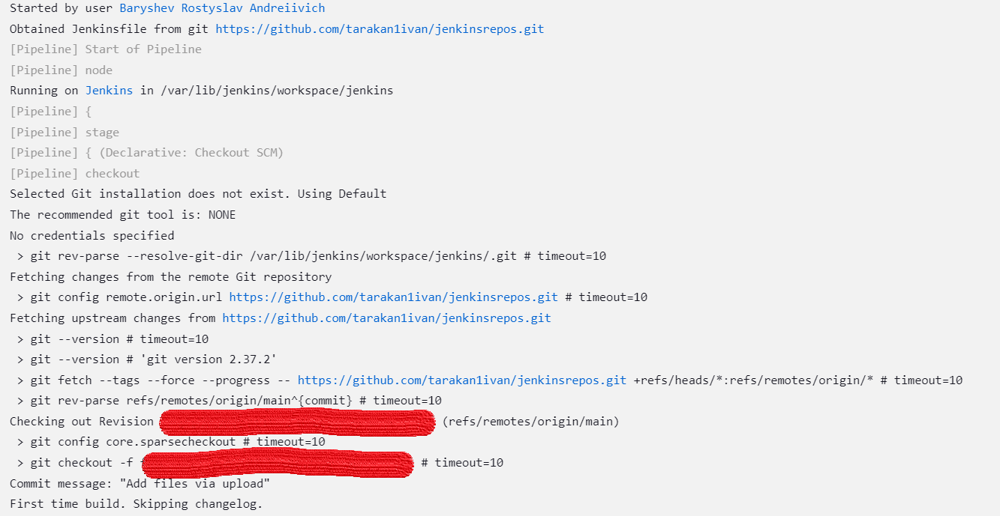 Started by user Baryshev Rostyslav Andreiivich
Obtained Jenkinsfile from git https://github.com/tarakan1ivan/jenkinsrepos.git
[Pipeline] Start of Pipeline
[Pipeline] node
Running on Jenkins in /var/lib/jenkins/workspace/jenkins
[Pipeline] {
[Pipeline] stage
[Pipeline] { (Declarative: Checkout SCM)
[Pipeline] checkout
Selected Git installation does not exist. Using Default
The recommended git tool is: NONE
No credentials specified
> git rev-parse --resolve-git-dir /var/lib/jenkins/workspace/jenkins/.git # timeout=10
Fetching changes from the remote Git repository
> git config remote.origin.url https://github.com/tarakan1ivan/jenkinsrepos.git # timeout=10
Fetching upstream changes from https://github.com/tarakan1ivan/jenkinsrepos.git
> git --version # timeout=10
> git --version # 'git version 2.37.2'
> git fetch --tags --force --progress -- https://github.com/tarakan1ivan/jenkinsrepos.git +refs/heads/*:refs/remotes/origin/* # timeout=10
> git rev-parse refs/remotes/origin/main^{commit} # timeout=10
Checking out Revision (refs/remotes/origin/main)
> git config core.sparsecheckout # timeout=10
> git checkout -f # timeout=10
Commit message: "Add files via upload"
First time build. Skipping changelog.